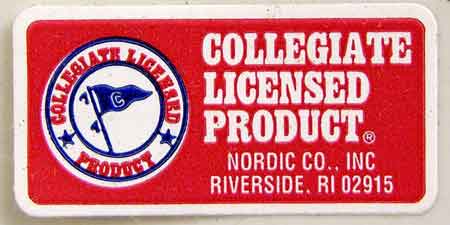 COLLEGIATE LICENSED
C
PRODUCT
COLLEGIATE
LICENSED
PRODUCT®
NORDIC CO., INC
RIVERSIDE, RI 02915